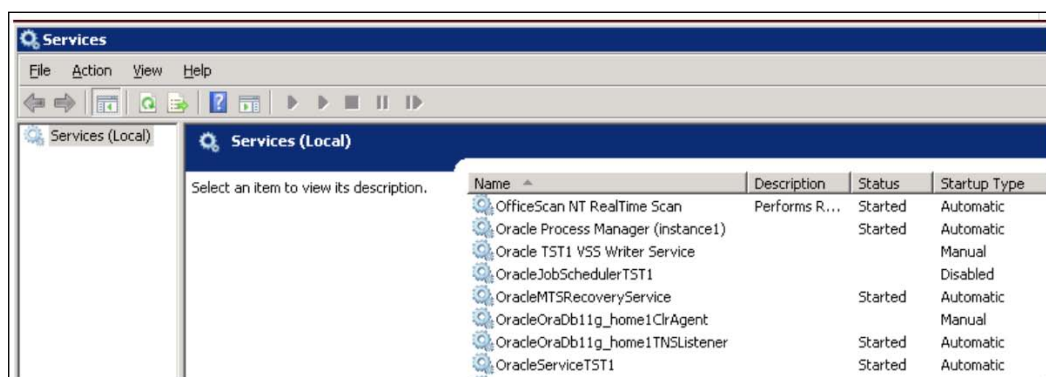 Services
File Action View Help
Services (Local)
Services (Local)
Select an item to view its description.
Name Description Status Startup Type
OfficeScan NT RealTime Scan Performs R... Started Automatic
Oracle Process Manager (instance1) Started Automatic
Oracle TST1 VSS Writer Service Manual
OracleJobSchedulerTST1 Disabled
OracleMTSRecoveryService Started Automatic
OracleOraDb11g_home1ClrAgent Manual
OracleOraDb11g_home1TNSListener Started Automatic
OracleServiceTST1 Started Automatic